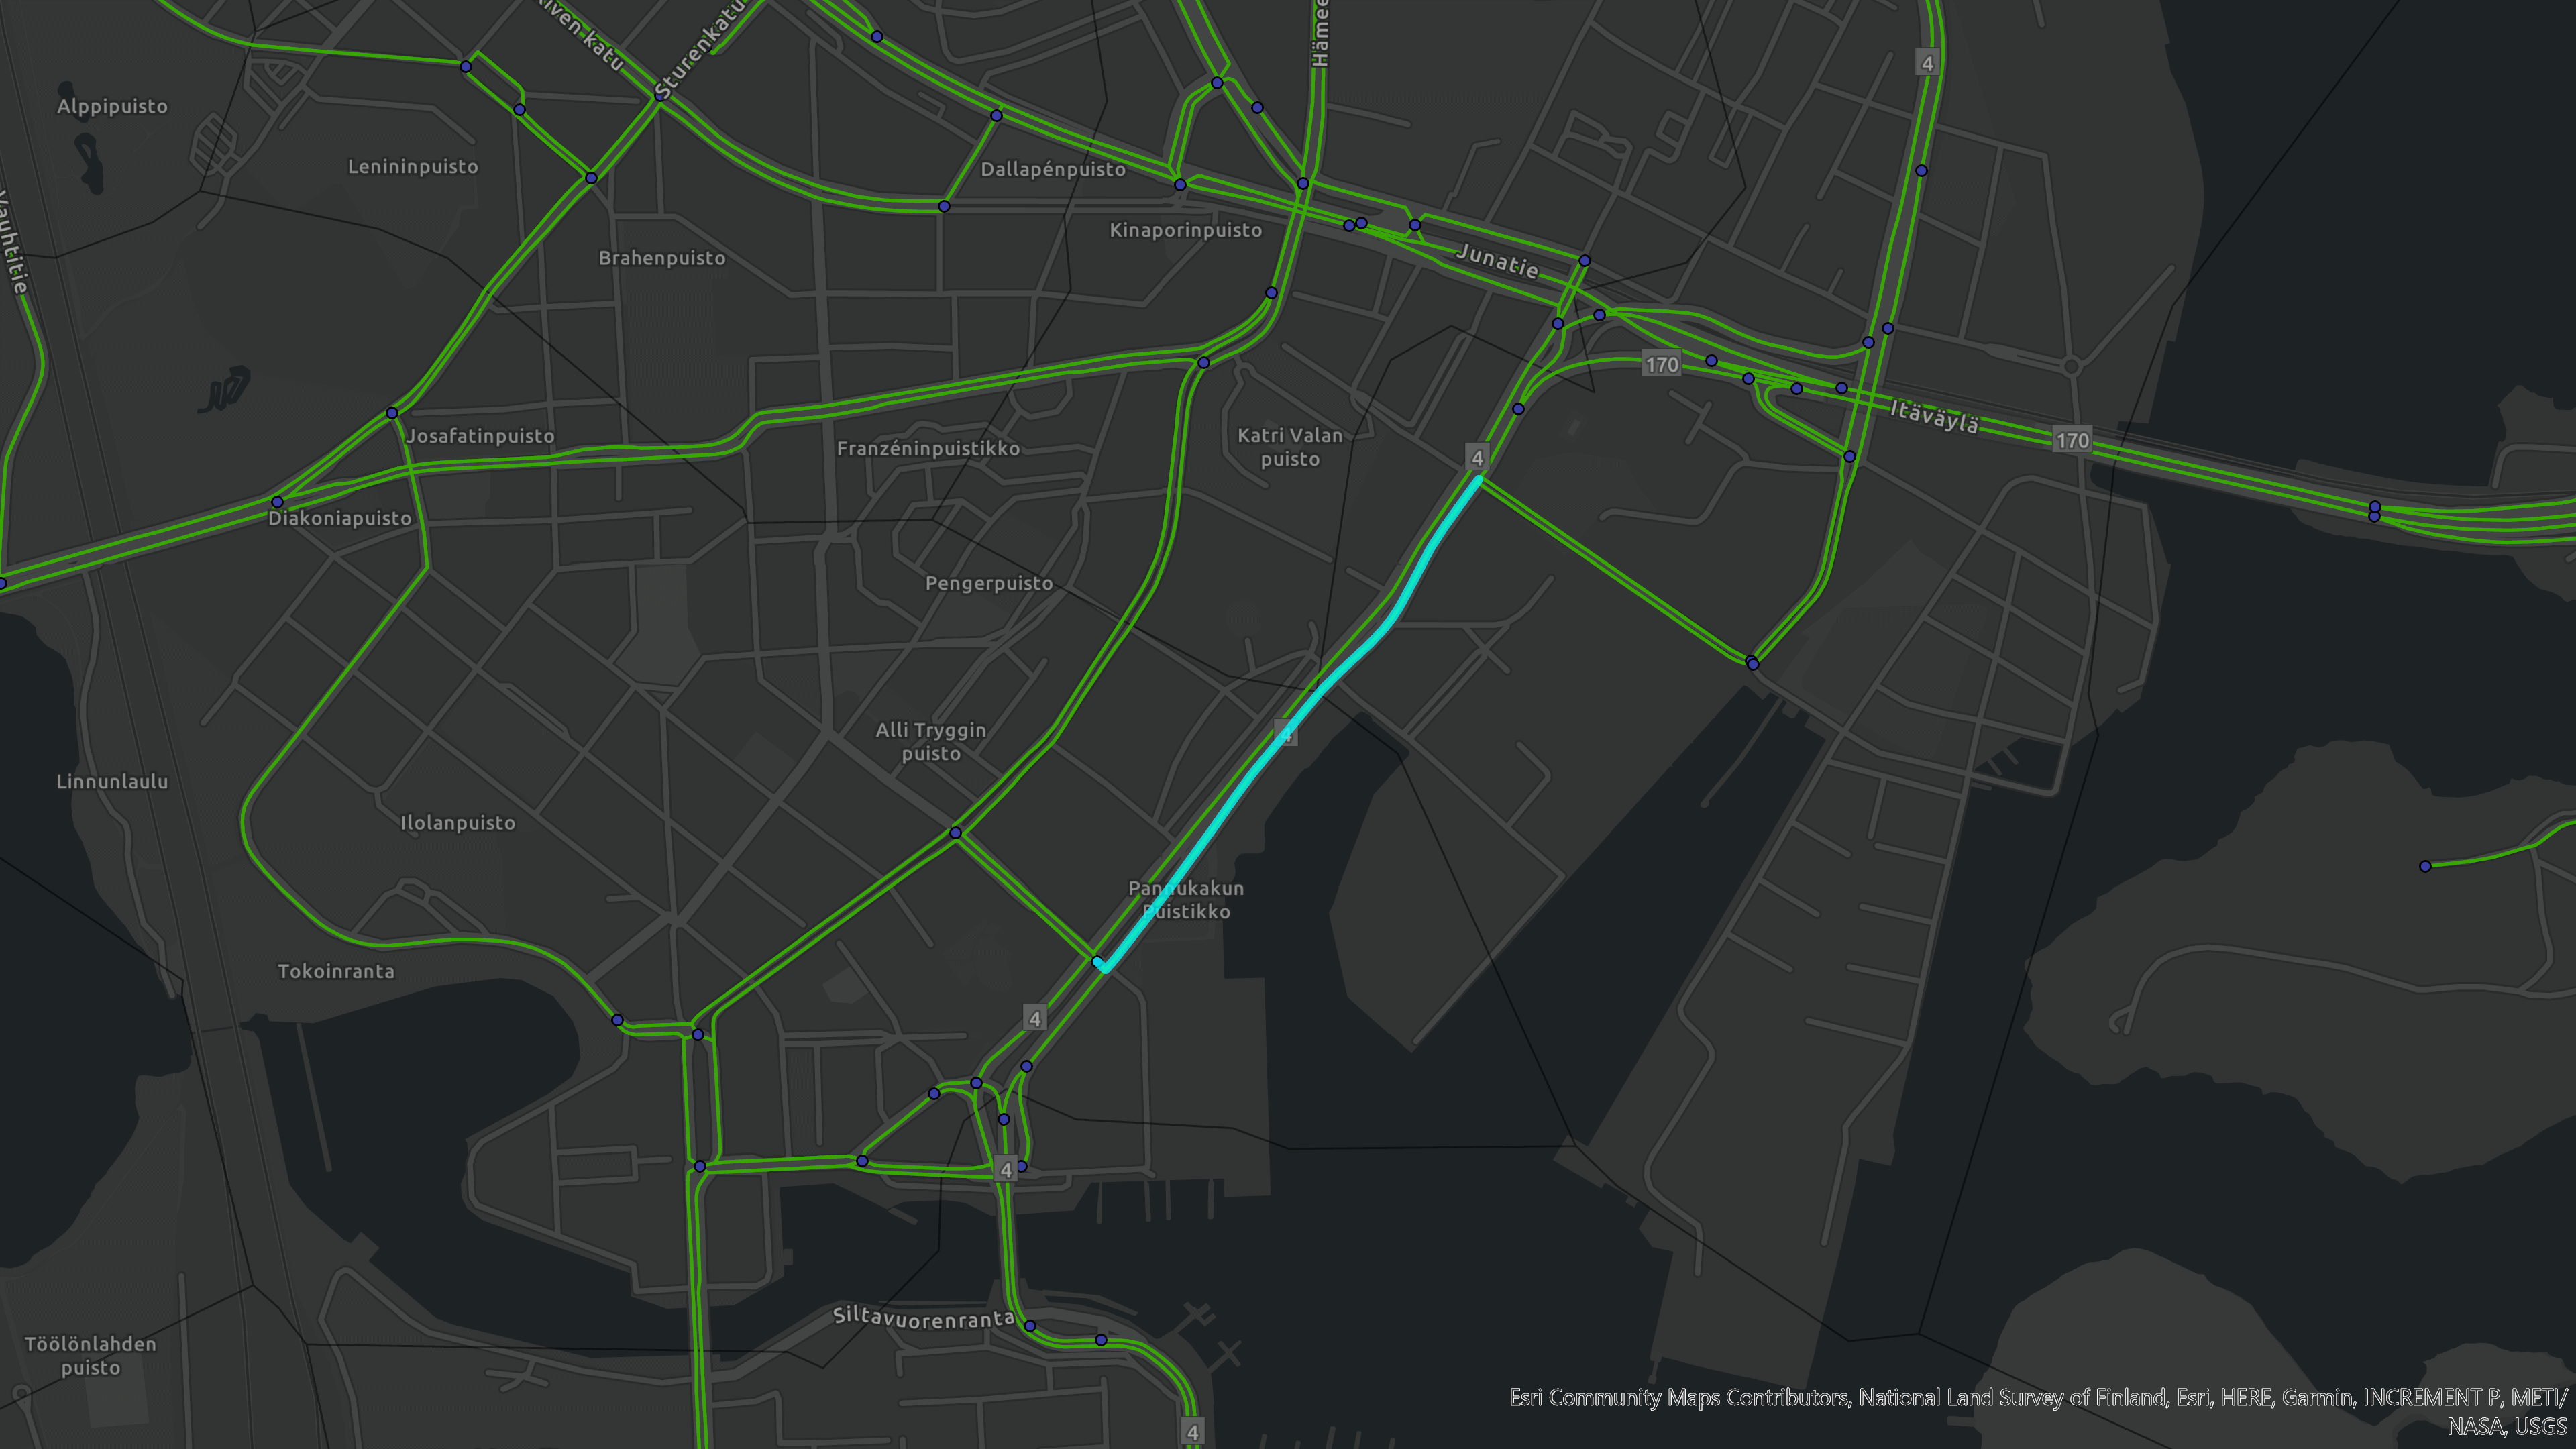 iven katu
Sturenkatu
Hämee
4
Alppipuisto
Lenininpuisto
Dallapénpuisto
Kinaporinpuisto
Brahenpuisto
Vauhtitie
Junatie
170
Itäväylä
170
Josafatinpuisto
Franzéninpuistikko
Katri Valan
puisto
4
Diakoniapuisto
Pengerpuisto
Alli Tryggin
puisto
4
Linnunlaulu
Ilolanpuisto
Pannukakun
Puistikko
Tokoinranta
4
4
Siltavuorenranta
Töölönlahden
puisto
4
Esri Community Maps Contributors, National Land Survey of Finland, Esri, HERE, Garmin, INCREMENT P, METI/
NASA, USGS